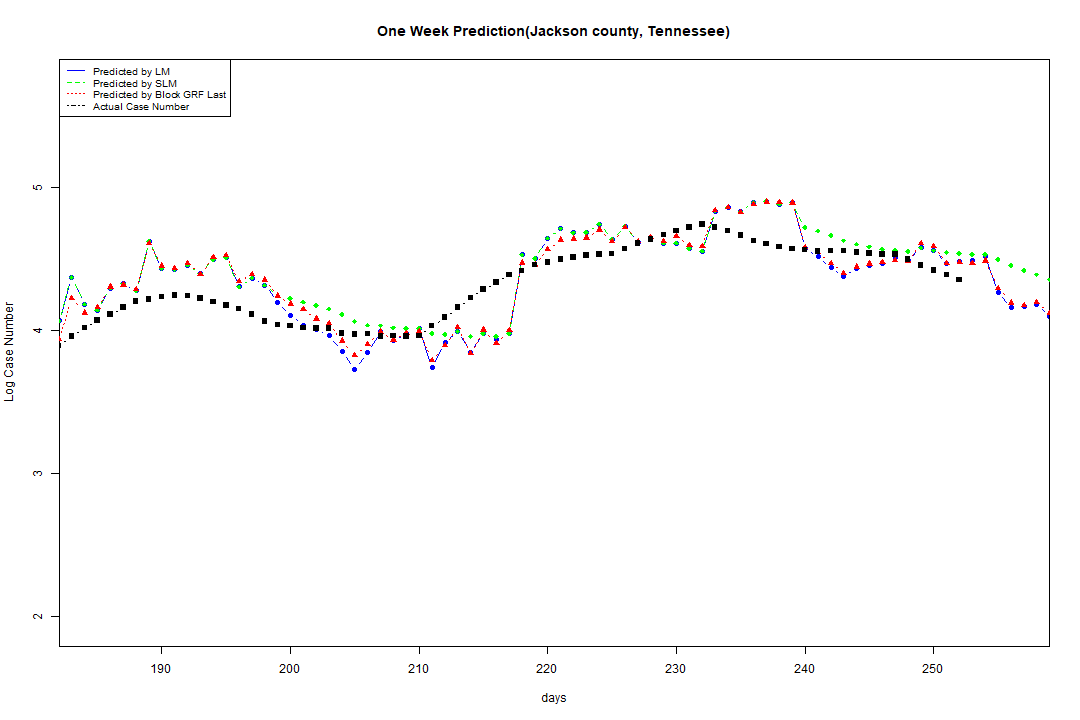 One Week Prediction(Jackson county, Tennessee)
Predicted by LM
Predicted by SLM
Predicted by Block GRF Last
Actual Case Number
5
4
3
2
Log Case Number
190 200 210 220 230 240 250
days